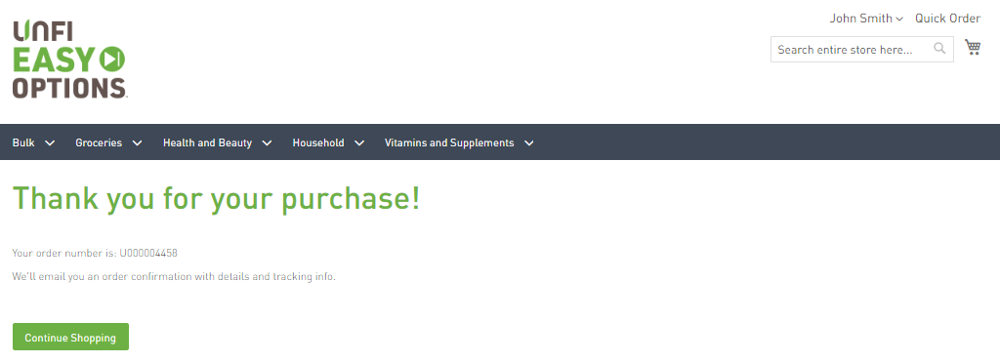 UNFI
EASY
OPTIONS
John Smith Quick Order
Search entire store here...
Bulk Groceries Health and Beauty Household Vitamins and Supplements
Thank you for your purchase!
Your order number is: U000004458
We'll email you an order confirmation with details and tracking info.
Continue Shopping